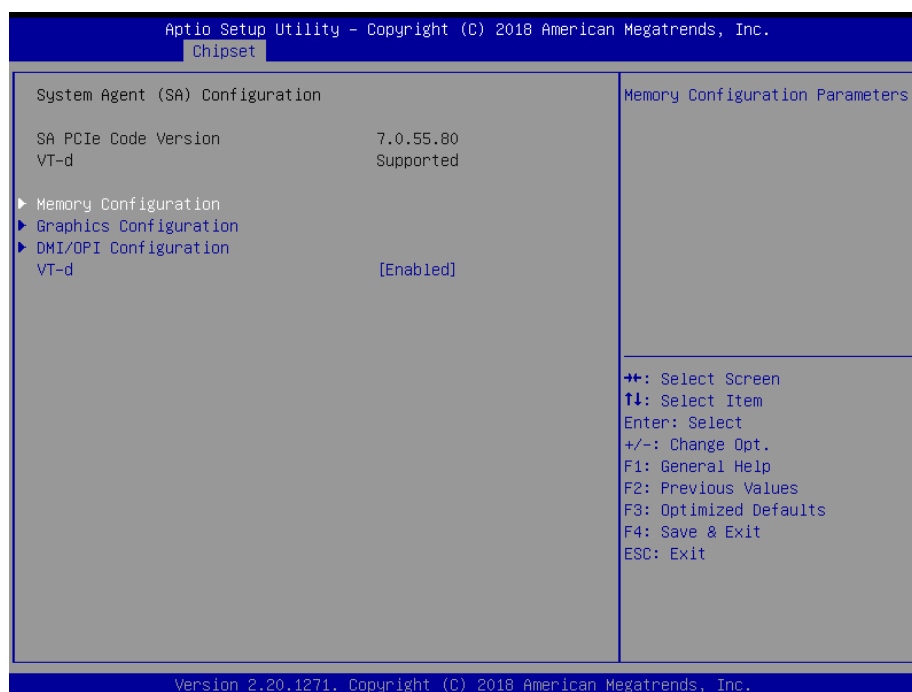 Aptio Setup Utility – Copyright (C) 2018 American Megatrends, Inc.
Chipset
System Agent (SA) Configuration
SA PCIe Code Version 7.0.55.80
VT-d Supported
Memory Configuration
Graphics Configuration
DMI/OPI Configuration
VT-d [Enabled]
Memory Configuration Parameters
→←: Select Screen
↑↓: Select Item
Enter: Select
+/-: Change Opt.
F1: General Help
F2: Previous Values
F3: Optimized Defaults
F4: Save & Exit
ESC: Exit
Version 2.20.1271. Copyright (C) 2018 American Megatrends, Inc.